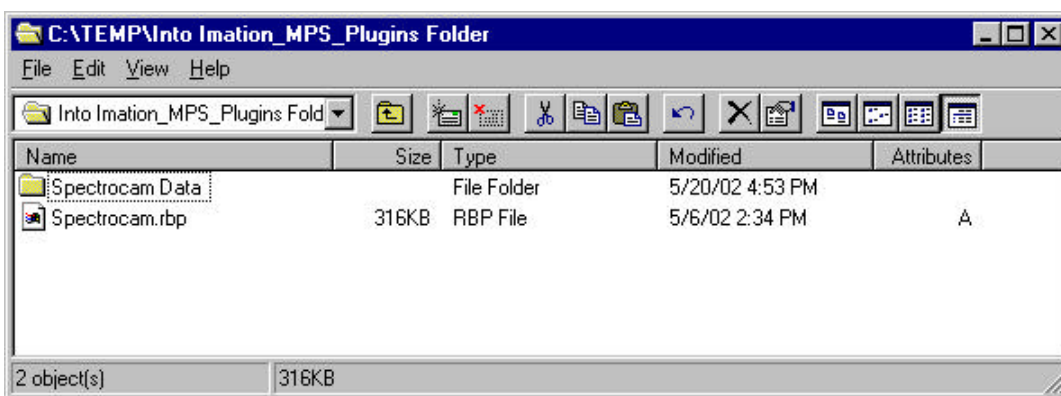 C:\TEMP\Into Imation_MPS_Plugins Folder
File Edit View Help
Into Imation_MPS_Plugins Fold
Name Size Type Modified Attributes
Spectrocam Data File Folder 5/20/02 4:53 PM
Spectrocam.rbp 316KB RBP File 5/6/02 2:34 PM A
2 object(s) 316KB